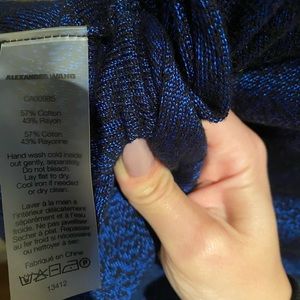 ALEXANDER WANG
57% Cotton
43% Rayon
57% Coton
43% Rayonne
Hand wash cold inside
out gently, separately.
Do not bleach.
Lay flat to dry.
Cool iron if needed
or dry clean.
Laver à la main à
l'intérieur délicatement
séparément à l'eau
froide. Ne pas javelliser.
Sécher à plat. Repasser
au fer froid si nécessaire
ou nettoyer à sec.
Fabriqué en Chine
13412